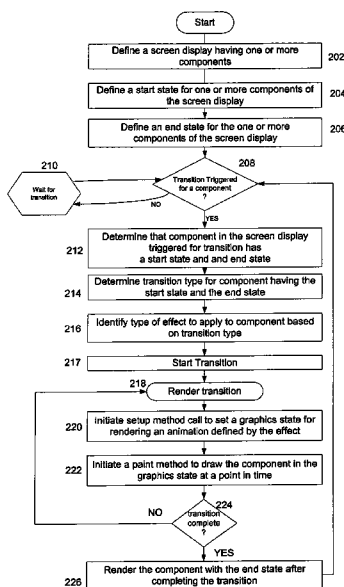 Start
Define a screen display having one or more
components
202
Define a start state for one or more components of
the screen display
204
Define an end state for the one or more
components of the screen display
206
210
208
Wait for
transition
Transition Triggered
for a component
?
NO
YES
212
Determine that component in the screen display
triggered for transition has
a start state and and end state
214
Determine transition type for component having the
start state and the end state
216
Identify type of effect to apply to component based
on transition type
217
Start Transition
218
Render transition
220
Initiate setup method call to set a graphics state for
rendering an animation defined by the effect
222
Initiate a paint method to draw the component in the
graphics state at a point in time
224
NO
transition
complete
?
YES
226
Render the component with the end state after
completing the transition